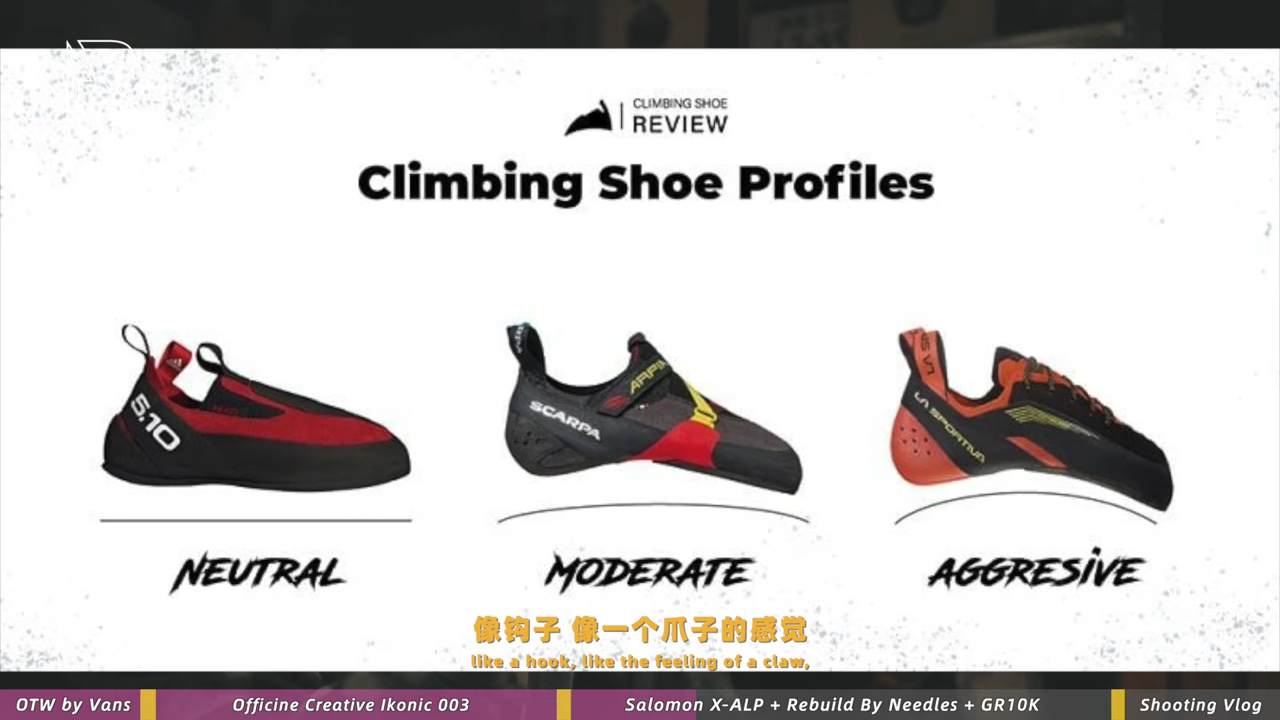 CLIMBING SHOE
REVIEW
Climbing Shoe Profiles
5.10
SCARPA
ARPIA
LA SPORTIVA
NEUTRAL
MODERATE
AGGRESIVE
像钩子 像一个爪子的感觉
like a hook, like the feeling of a claw,
OTW by Vans
Officine Creative Ikonic 003
Salomon X-ALP + Rebuild By Needles + GR10K
Shooting Vlog